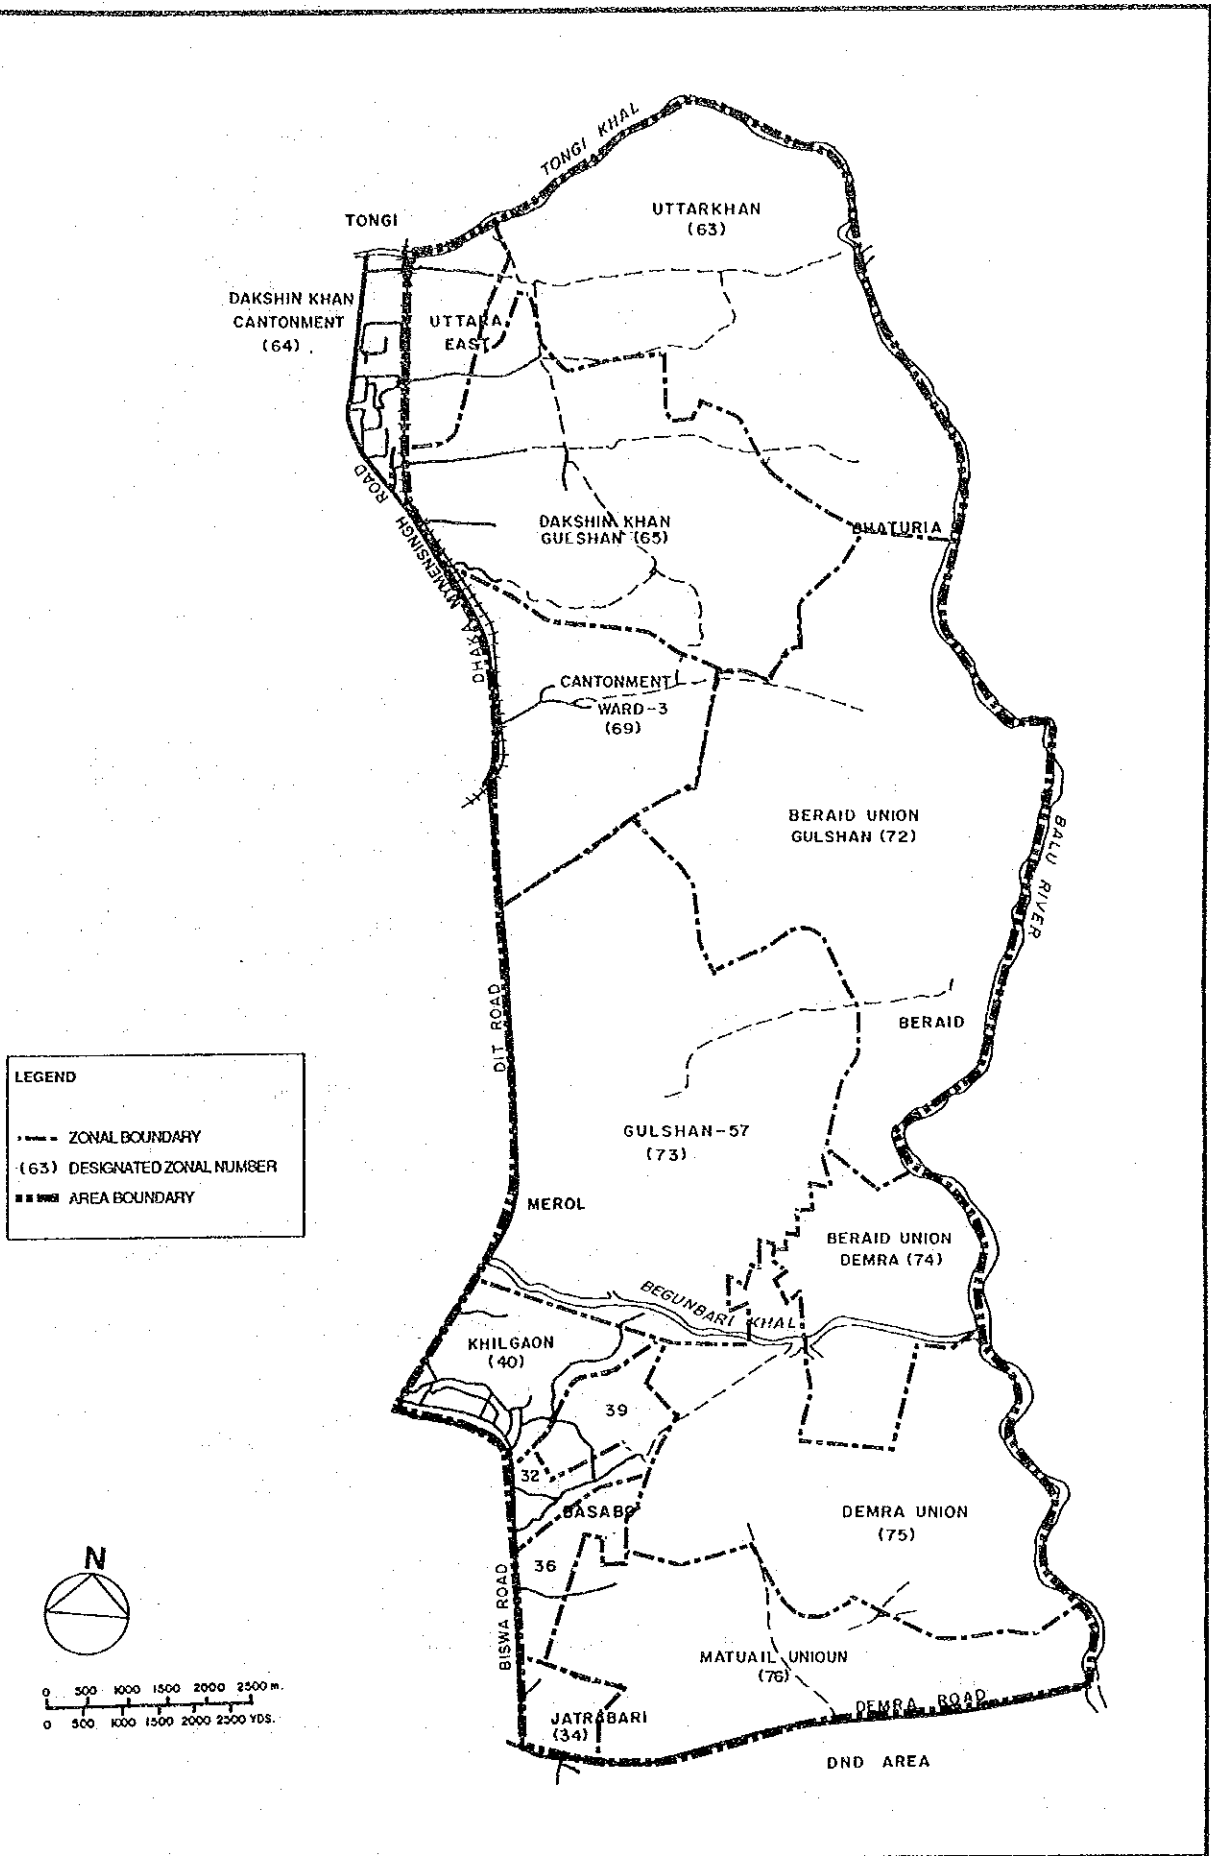 TONGI KHAL
TONGI
UTTARKHAN
(63)
DAKSHIN KHAN
CANTONMENT
(64)
UTTARA
EAST
DHAKA MYMENSINGH ROAD
DAKSHIN KHAN
GULSHAN (65)
BHATURIA
CANTONMENT
WARD-3
(69)
BERAID UNION
GULSHAN (72)
BALU RIVER
DIT ROAD
BERAID
LEGEND
ZONAL BOUNDARY
(63) DESIGNATED ZONAL NUMBER
AREA BOUNDARY
GULSHAN-57
(73)
MEROL
BERAID UNION
DEMRA (74)
BEGUNBARI KHAL
KHILGAON
(40)
39
32
BASABO
DEMRA UNION
(75)
36
BISWA ROAD
N
MATUAIL UNIOUN
(76)
0 500 1000 1500 2000 2500 m.
0 500 1000 1500 2000 2500 YDS.
DEMRA ROAD
JATRABARI
(34)
DND AREA